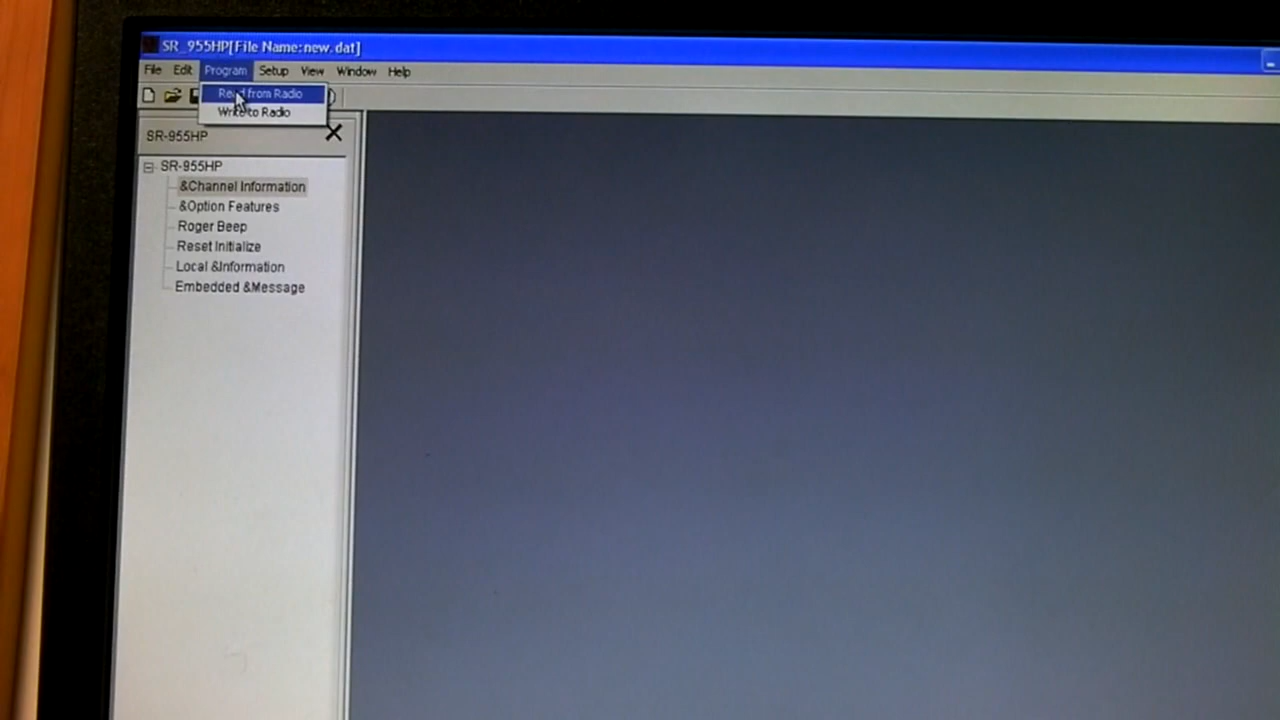 SR_955HP[File Name:new.dat]
File Edit Program Setup View Window Help
Read from Radio
Write to Radio
SR-955HP
SR-955HP
&Channel Information
&Option Features
Roger Beep
Reset Initialize
Local &Information
Embedded &Message